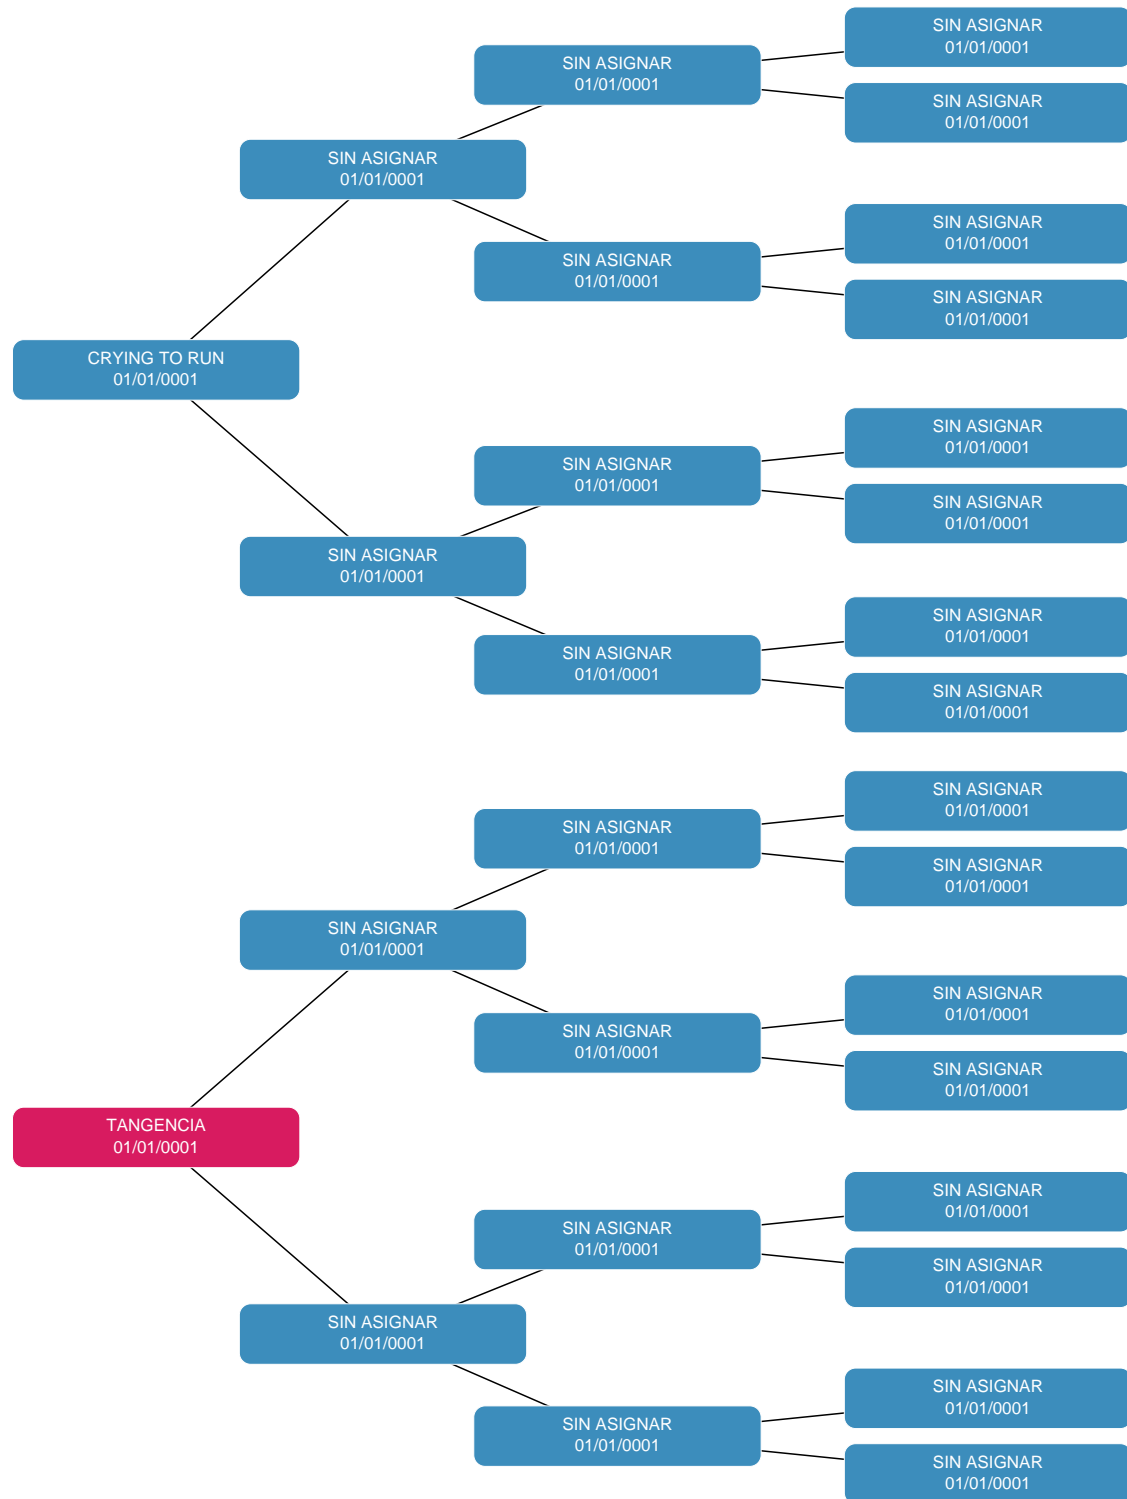 SIN ASIGNAR
01/01/0001
SIN ASIGNAR
01/01/0001
SIN ASIGNAR
01/01/0001
SIN ASIGNAR
01/01/0001
SIN ASIGNAR
01/01/0001
SIN ASIGNAR
01/01/0001
SIN ASIGNAR
01/01/0001
CRYING TO RUN
01/01/0001
SIN ASIGNAR
01/01/0001
SIN ASIGNAR
01/01/0001
SIN ASIGNAR
01/01/0001
SIN ASIGNAR
01/01/0001
SIN ASIGNAR
01/01/0001
SIN ASIGNAR
01/01/0001
SIN ASIGNAR
01/01/0001
SIN ASIGNAR
01/01/0001
SIN ASIGNAR
01/01/0001
SIN ASIGNAR
01/01/0001
SIN ASIGNAR
01/01/0001
SIN ASIGNAR
01/01/0001
SIN ASIGNAR
01/01/0001
SIN ASIGNAR
01/01/0001
TANGENCIA
01/01/0001
SIN ASIGNAR
01/01/0001
SIN ASIGNAR
01/01/0001
SIN ASIGNAR
01/01/0001
SIN ASIGNAR
01/01/0001
SIN ASIGNAR
01/01/0001
SIN ASIGNAR
01/01/0001
SIN ASIGNAR
01/01/0001